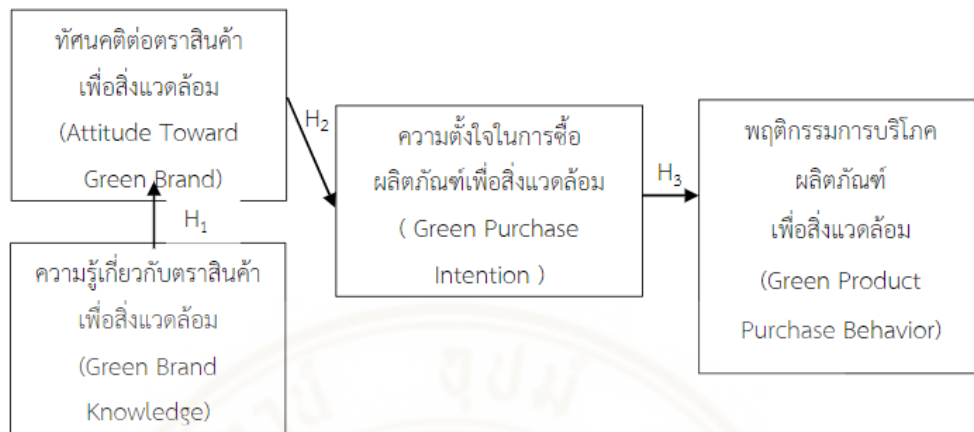 ทัศนคติต่อตราสินค้า
เพื่อสิ่งแวดล้อม
(Attitude Toward
Green Brand)
H₁
ความรู้เกี่ยวกับตราสินค้า
เพื่อสิ่งแวดล้อม
(Green Brand
Knowledge)
H₂
ความตั้งใจในการซื้อ
ผลิตภัณฑ์เพื่อสิ่งแวดล้อม
( Green Purchase
Intention )
H₃
พฤติกรรมการบริโภค
ผลิตภัณฑ์
เพื่อสิ่งแวดล้อม
(Green Product
Purchase Behavior)